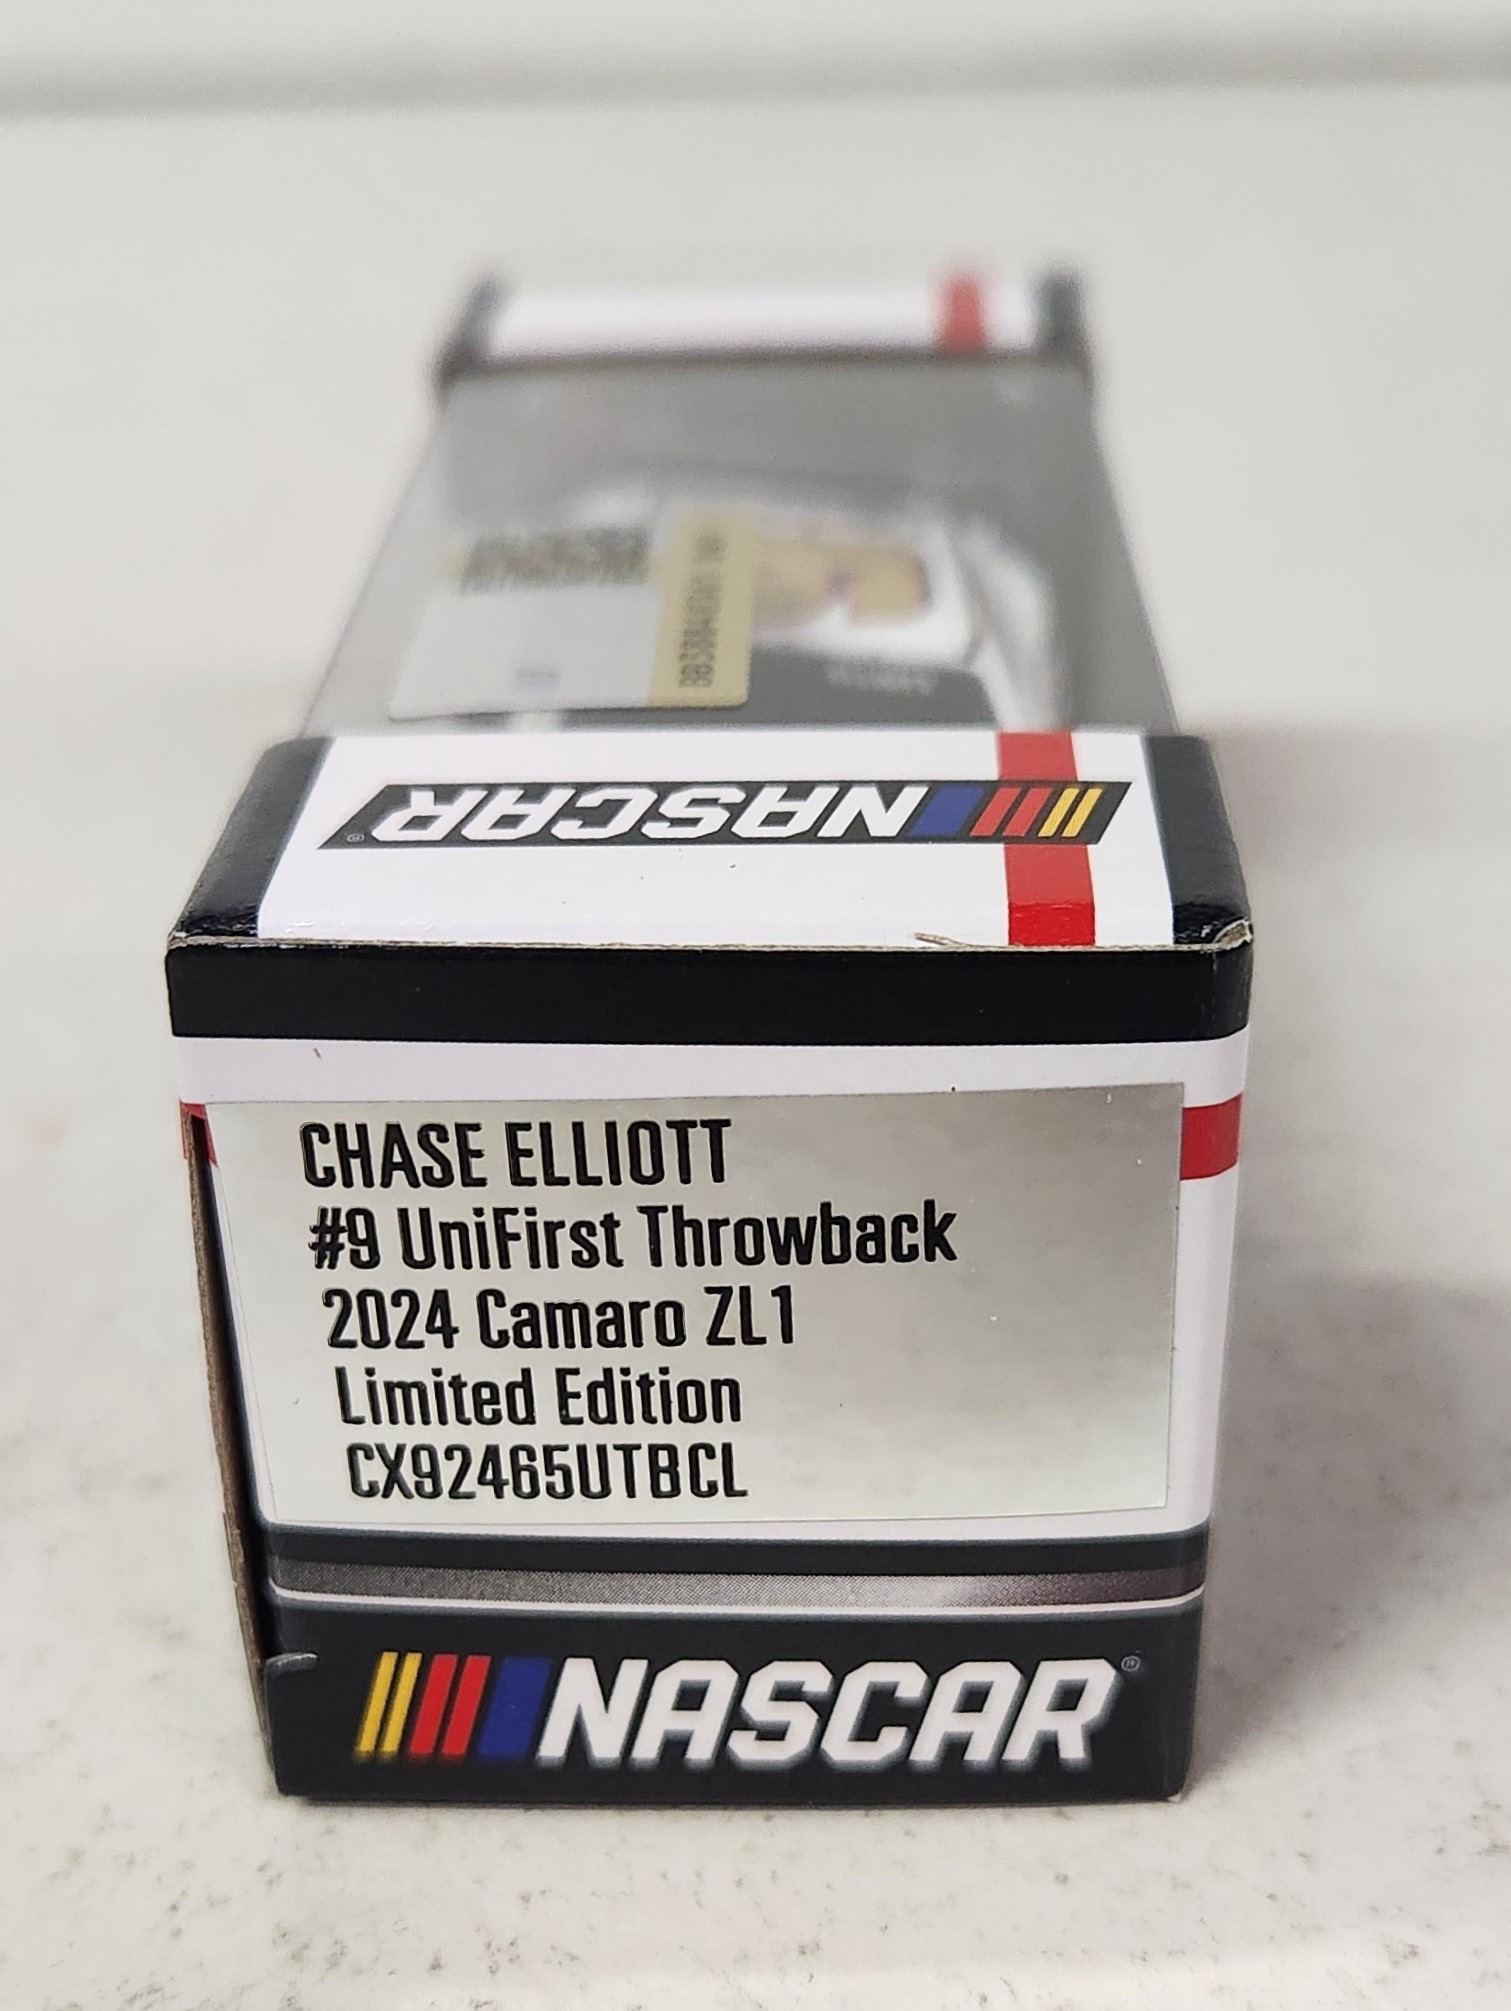 NASCAR
CHASE ELLIOTT
#9 UniFirst Throwback
2024 Camaro ZL1
Limited Edition
CX92465UTBCL
NASCAR®